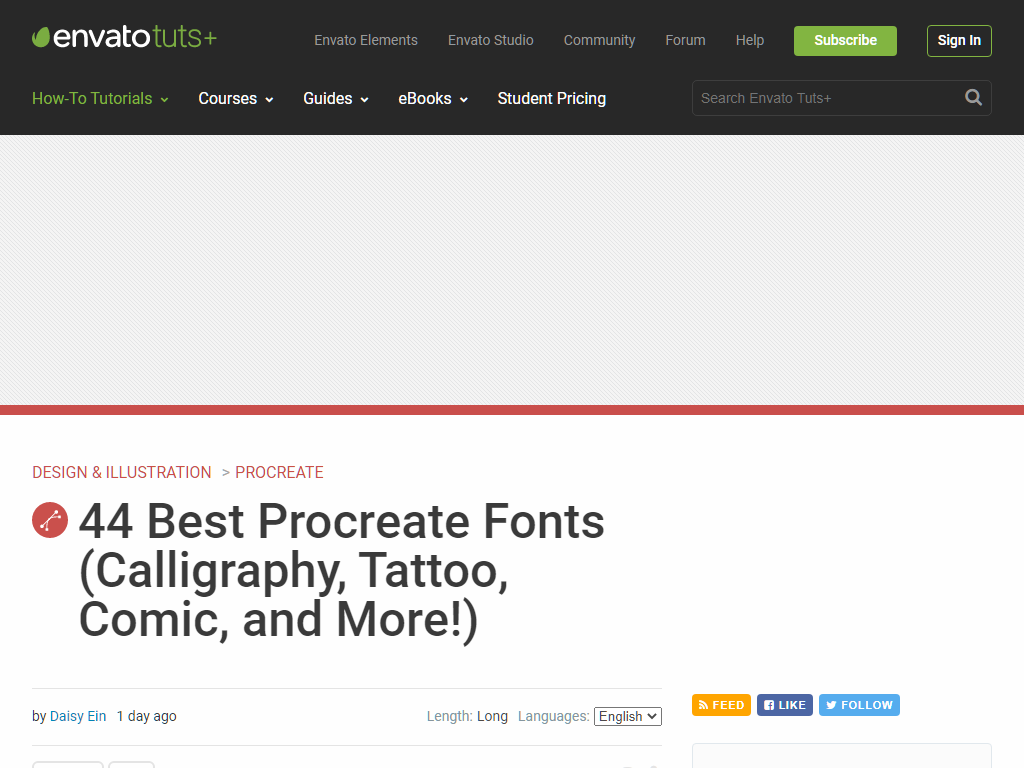 envatotuts+
Envato Elements Envato Studio Community Forum Help Subscribe Sign In
How-To Tutorials Courses Guides eBooks Student Pricing Search Envato Tuts+
DESIGN & ILLUSTRATION > PROCREATE
44 Best Procreate Fonts
(Calligraphy, Tattoo,
Comic, and More!)
by Daisy Ein 1 day ago Length: Long Languages: English
FEED LIKE FOLLOW